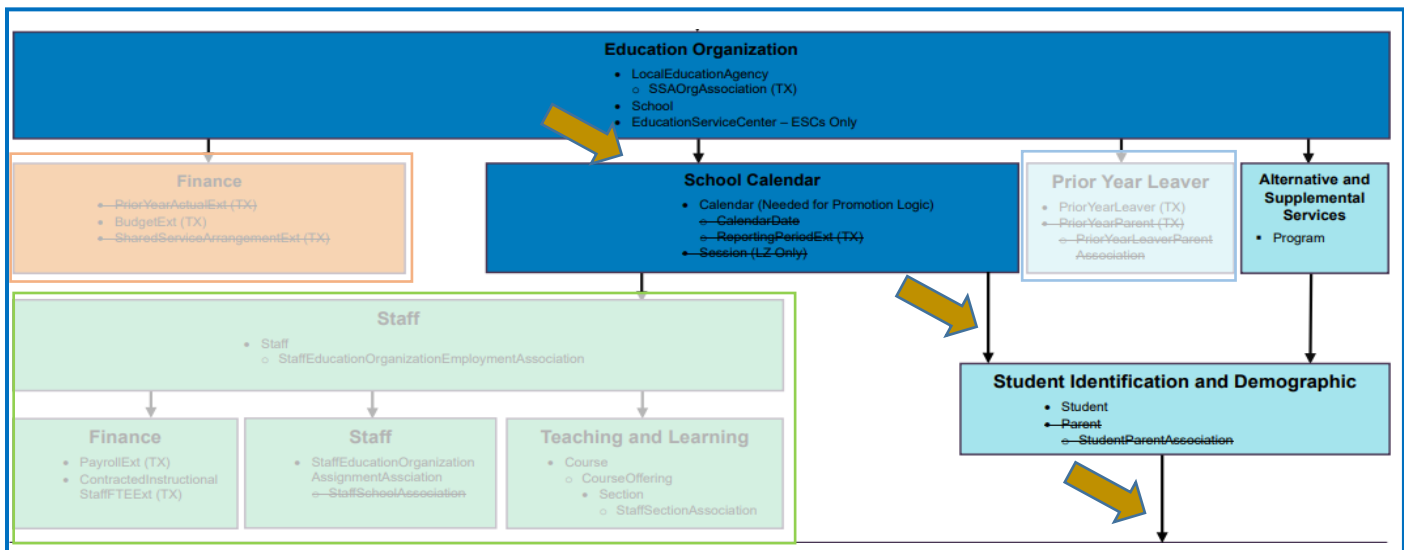 Education Organization
• LocalEducationAgency
o SSAOrgAssociation (TX)
• School
• EducationServiceCenter – ESCs Only
Finance
• PriorYearActualExt (TX)
• BudgetExt (TX)
• SharedServiceArrangementExt (TX)
School Calendar
• Calendar (Needed for Promotion Logic)
o CalendarDate
o ReportingPeriodExt (TX)
• Session (LZ Only)
Prior Year Leaver
• PriorYearLeaver (TX)
• PriorYearParent (TX)
o PriorYearLeaverParent
Association
Alternative and
Supplemental
Services
• Program
Staff
• Staff
o StaffEducationOrganizationEmploymentAssociation
Student Identification and Demographic
• Student
• Parent
o StudentParentAssociation
Finance
• PayrollExt (TX)
• ContractedInstructional
StaffFTEExt (TX)
Staff
• StaffEducationOrganization
AssignmentAssciation
o StaffSchoolAssociation
Teaching and Learning
• Course
o CourseOffering
• Section
o StaffSectionAssociation